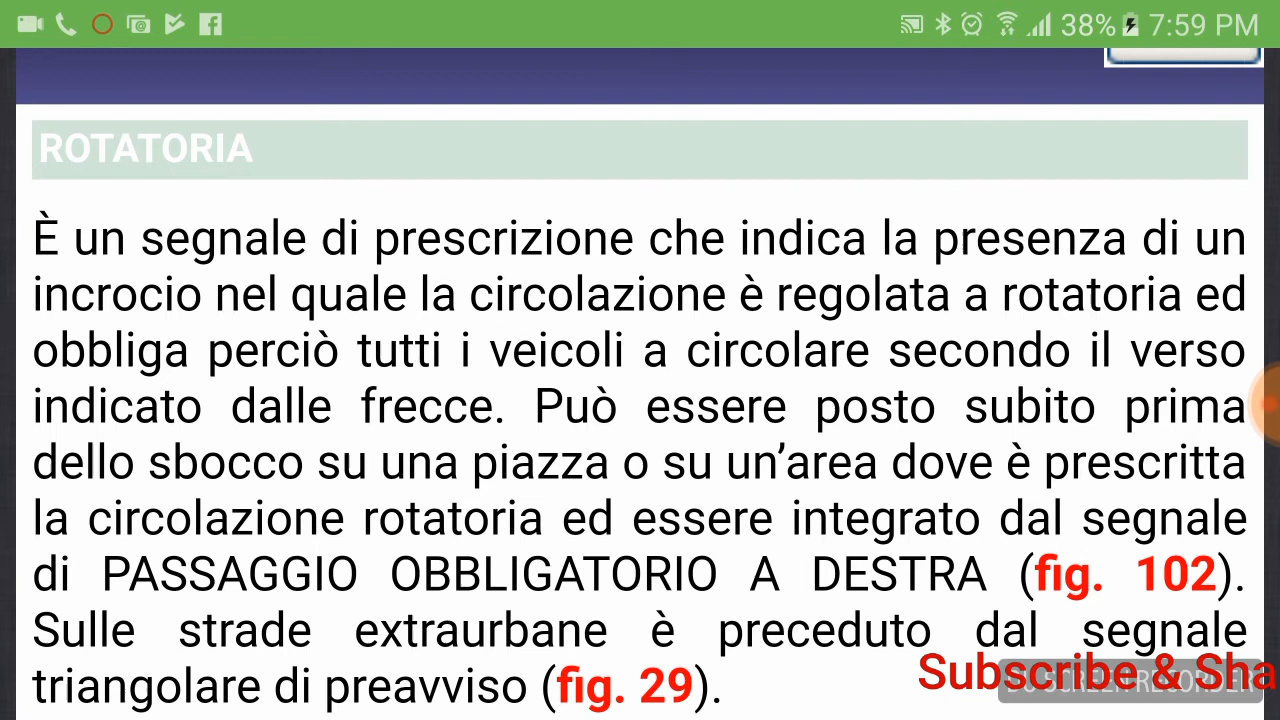 38% 7:59 PM
ROTATORIA
È un segnale di prescrizione che indica la presenza di un
incrocio nel quale la circolazione è regolata a rotatoria ed
obbliga perciò tutti i veicoli a circolare secondo il verso
indicato dalle frecce. Può essere posto subito prima
dello sbocco su una piazza o su un’area dove è prescritta
la circolazione rotatoria ed essere integrato dal segnale
di PASSAGGIO OBBLIGATORIO A DESTRA (fig. 102).
Sulle strade extraurbane è preceduto dal segnale
triangolare di preavviso (fig. 29).
Subscribe & Sha
SCREEN RECORDER